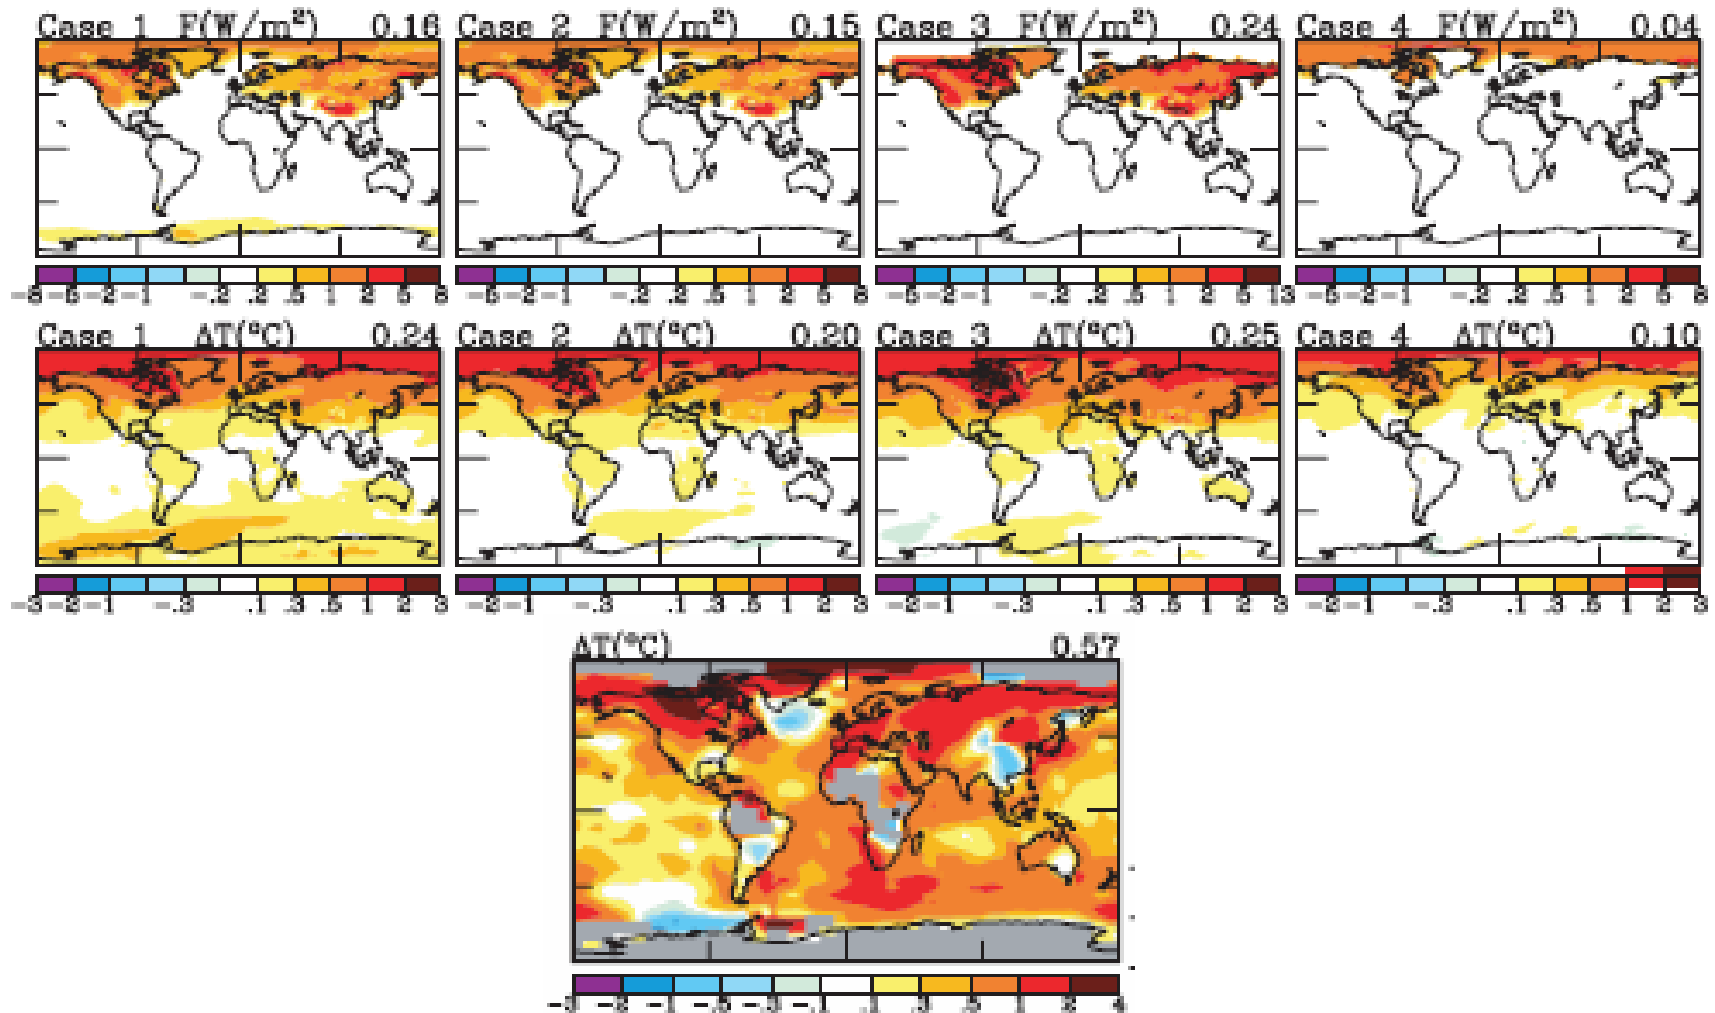 Case 1 F(W/m²) 0.16
Case 2 F(W/m²) 0.15
Case 3 F(W/m²) 0.24
Case 4 F(W/m²) 0.04
-6 -5 -2 -1 -.2 .2 .5 1 2 5 8
-5 -2 -1 -.2 .2 .5 1 2 5 8
-5 -2 -1 -.2 .2 .5 1 2 5 13
-5 -2 -1 -.2 .2 .5 1 2 5 8
Case 1 ΔT(°C) 0.24
Case 2 ΔT(°C) 0.20
Case 3 ΔT(°C) 0.25
Case 4 ΔT(°C) 0.10
-3 -2 -1 -.3 .1 .3 .5 1 2 3
-2 -1 -.3 .1 .3 .5 1 2 3
-2 -1 -.3 .1 .3 .5 1 2 3
-2 -1 -.3 .1 .3 .5 1 2 3
ΔT(°C) 0.57
-3 -2 -1 -.5 -.3 -.1 .1 .3 .5 1 2 4